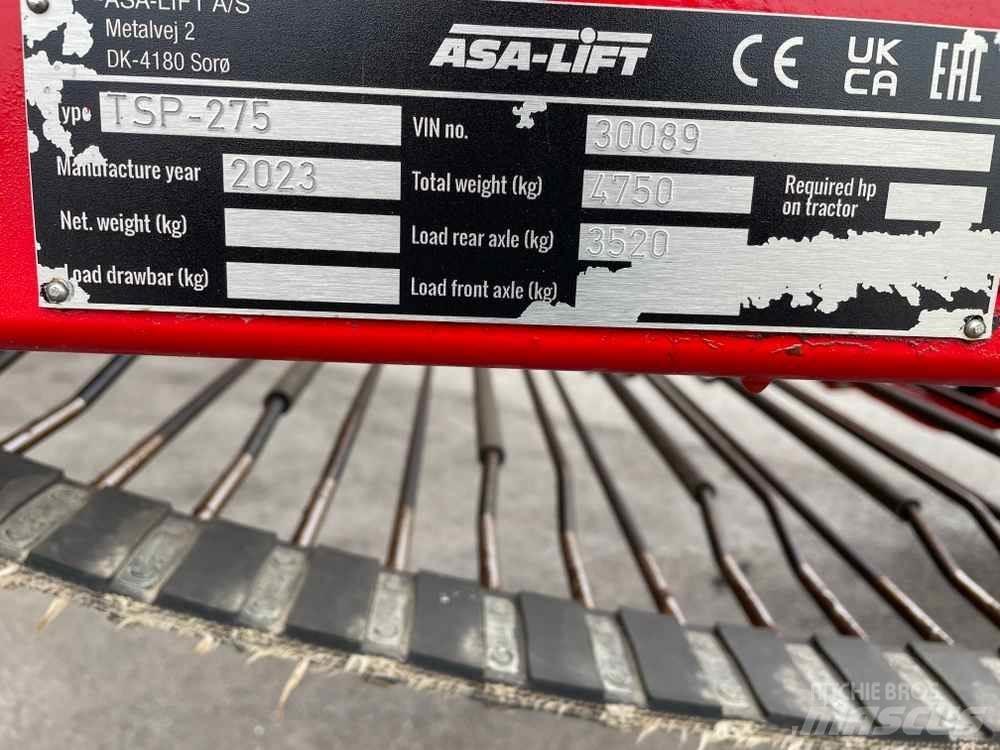 ASA-LIFT A/S
Metalvej 2
DK-4180 Sorø
ASA-LIFT
CE
UK
CA
EAC
Type TSP-275
VIN no. 30089
Manufacture year 2023
Total weight (kg) 4750
Required hp
on tractor
Net. weight (kg)
Load rear axle (kg) 3520
Load drawbar (kg)
Load front axle (kg)
RITCHIE BROS.
MASCUS